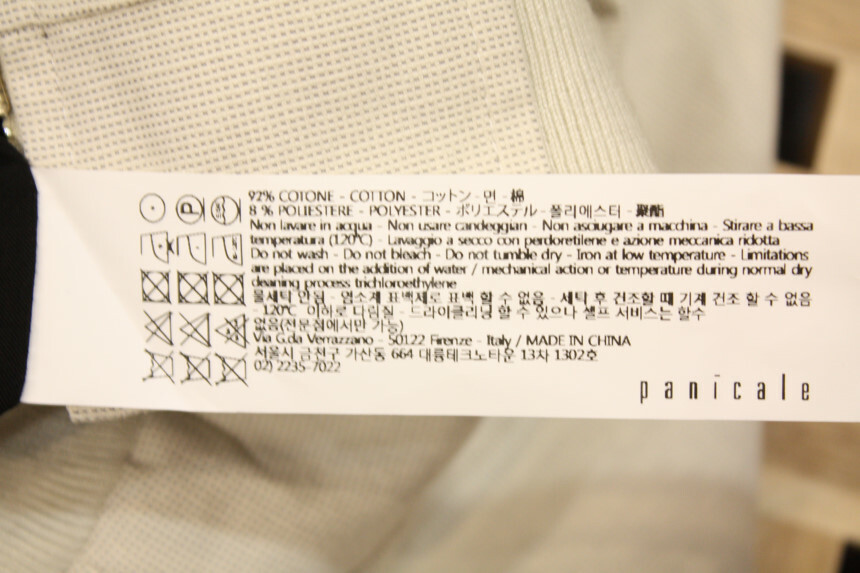 92% COTONE - COTTON - コットン - 면 - 綿
8 % POLIESTERE - POLYESTER - ポリエステル - 폴리에스터 - 聚酯
Non lavare in acqua - Non usare candeggian - Non asciugare a macchina - Stirare a bassa
temperatura (120°C) - Lavaggio a secco con perdoretilene e azione meccanica ridotta
Do not wash - Do not bleach - Do not tumble dry - Iron at low temperature - Limitations
are placed on the addition of water / mechanical action or temperature during normal dry
cleaning process trichloroethylene
물세탁 안됨 - 염소계 표백제로 표백 할 수 없음 - 세탁 후 건조할 때 기계 건조 할 수 없음
- 120℃ 이하로 다림질 - 드라이클리닝 할 수 있으나 셀프 서비스는 할수
없음(전문점에서만 가능)
Via G.da Verrazzano - 50122 Firenze - Italy / MADE IN CHINA
서울시 금천구 가산동 664 대륭테크노타운 13차 1302호
02) 2235-7022
panicale